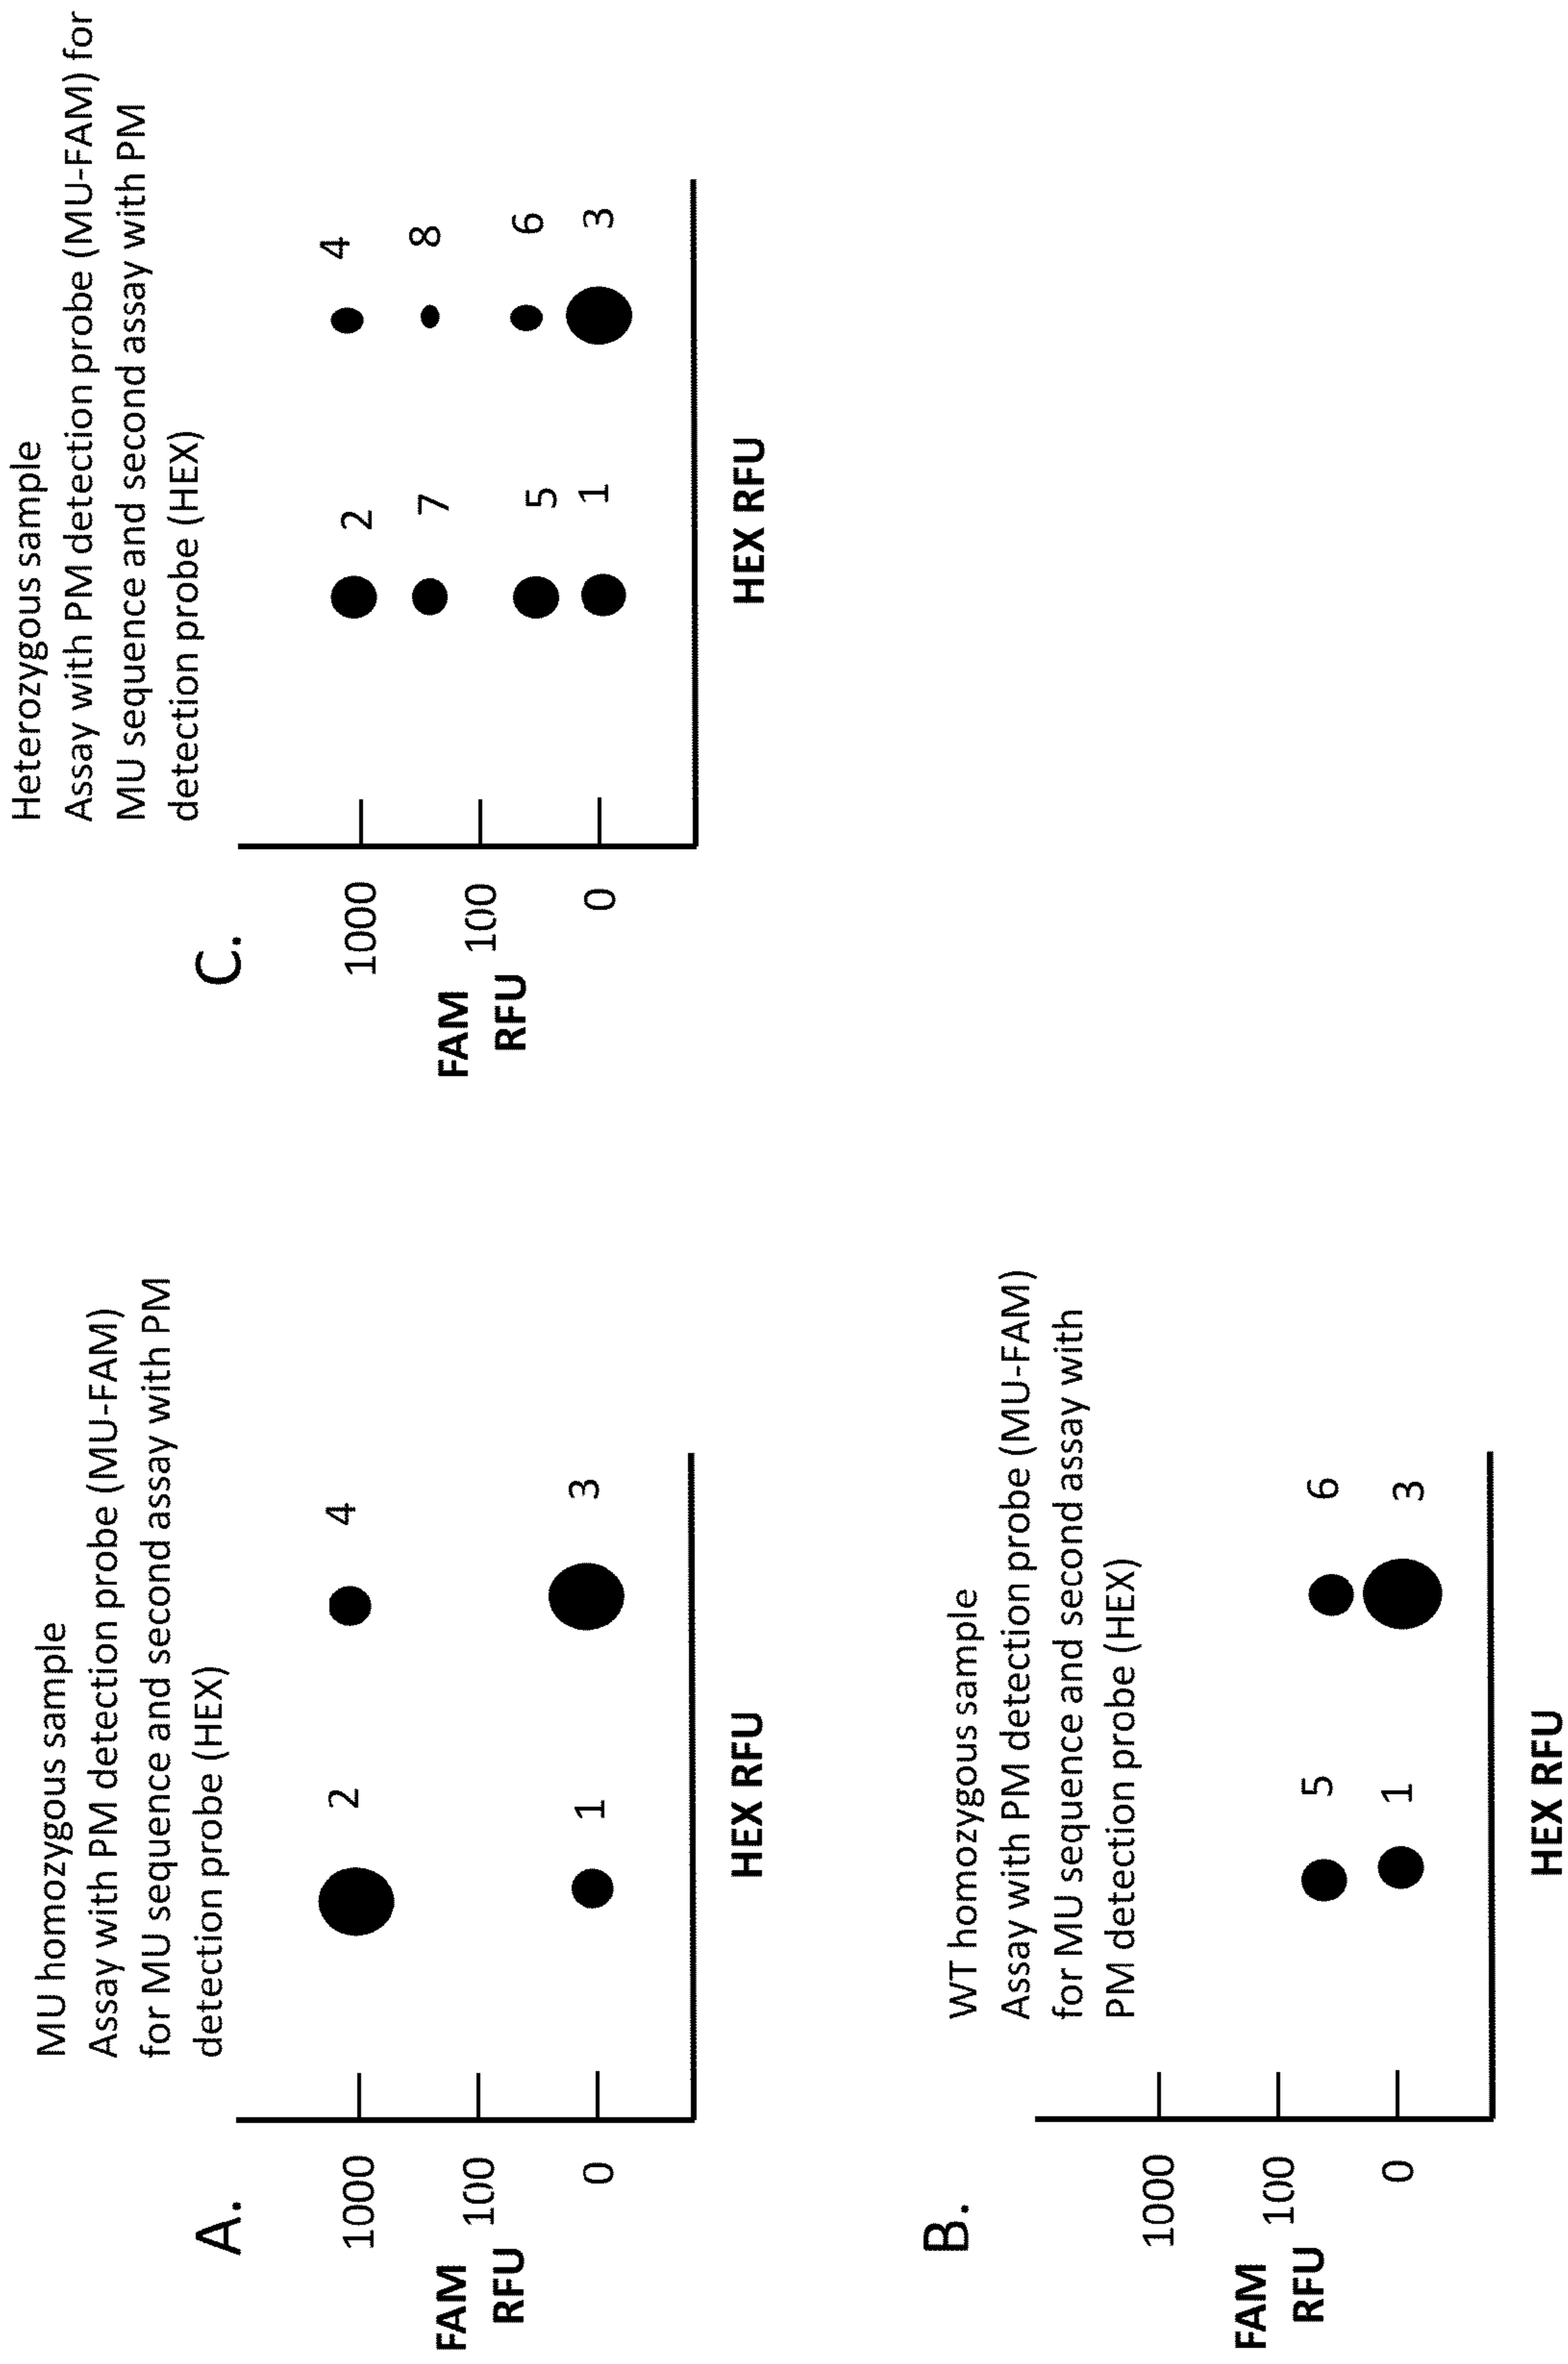 A.
MU homozygous sample
Assay with PM detection probe (MU-FAM)
for MU sequence and second assay with PM
detection probe (HEX)
1000
100
0
FAM
RFU
2
4
1
3
HEX RFU
B.
WT homozygous sample
Assay with PM detection probe (MU-FAM)
for MU sequence and second assay with
PM detection probe (HEX)
1000
100
0
FAM
RFU
5
6
1
3
HEX RFU
C.
Heterozygous sample
Assay with PM detection probe (MU-FAM) for
MU sequence and second assay with PM
detection probe (HEX)
1000
100
0
FAM
RFU
2
4
7
8
5
6
1
3
HEX RFU